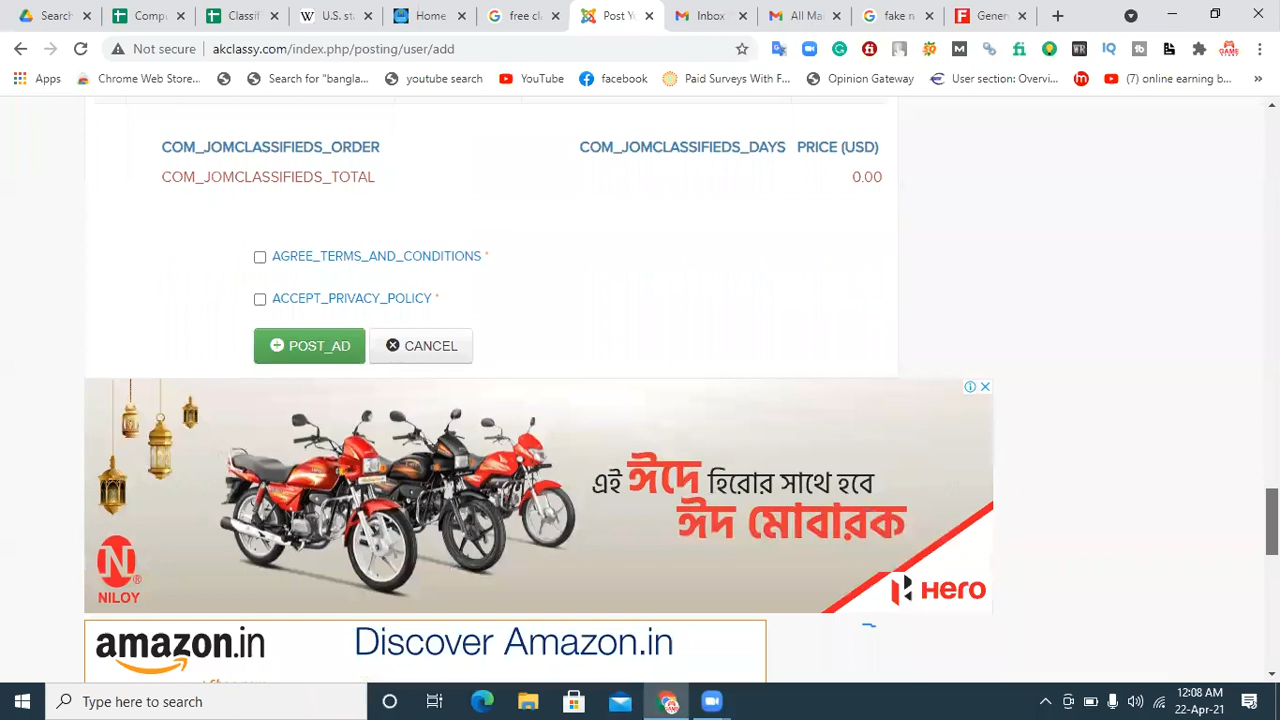 Search
Compu
Classifi
U.S. st
Home
free cl
Post Y
Inbox
All Ma
fake n
Gener
Not secure
akclassy.com/index.php/posting/user/add
Apps
Chrome Web Store...
Search for "bangla...
youtube search
YouTube
facebook
Paid Surveys With F...
Opinion Gateway
User section: Overvi...
(7) online earning b...
»
COM_JOMCLASSIFIEDS_ORDER COM_JOMCLASSIFIEDS_DAYS PRICE (USD)
COM_JOMCLASSIFIEDS_TOTAL 0.00
AGREE_TERMS_AND_CONDITIONS *
ACCEPT_PRIVACY_POLICY *
POST_AD CANCEL
এই ঈদে হিরোর সাথে হবে
ঈদ মোবারক
NILOY
Hero
amazon.in Discover Amazon.in
Type here to search
12:08 AM
22-Apr-21